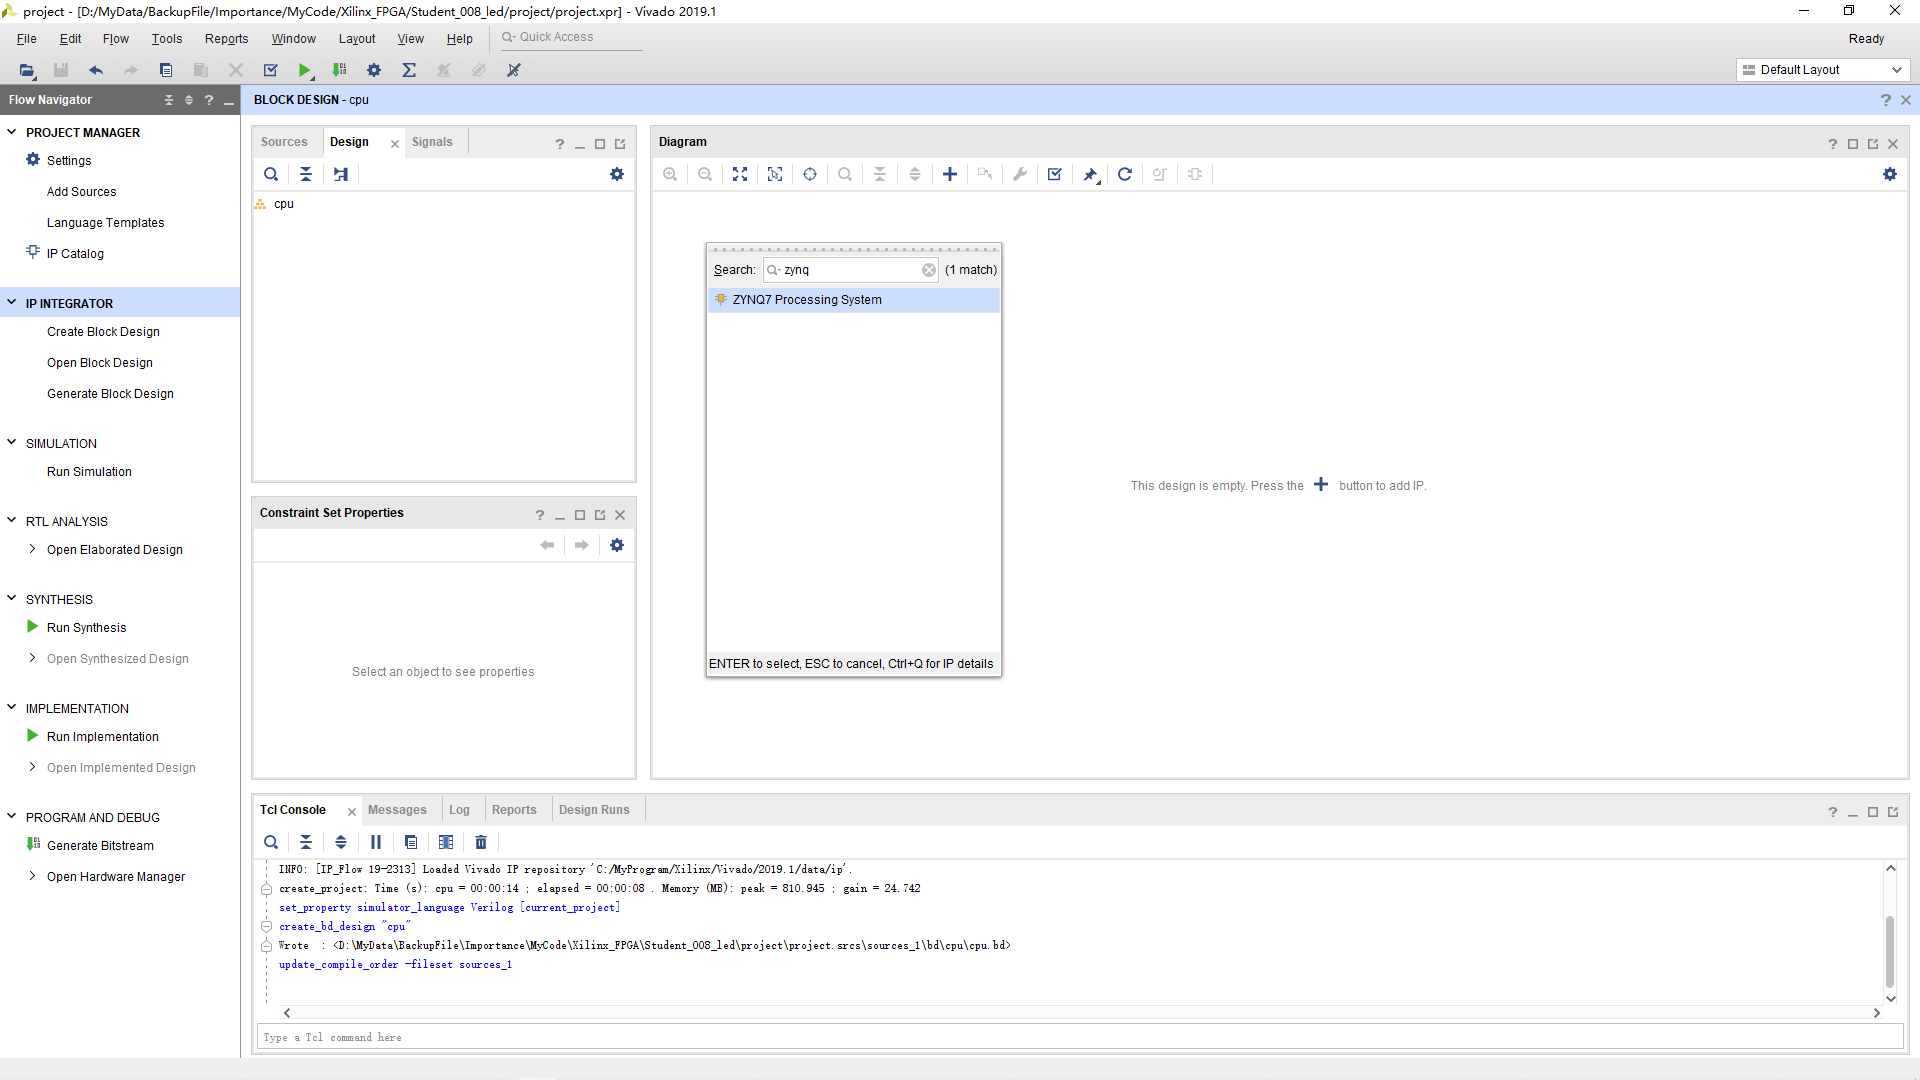 project - [D:/MyData/BackupFile/Importance/MyCode/Xilinx_FPGA/Student_008_led/project/project.xpr] - Vivado 2019.1
File Edit Flow Tools Reports Window Layout View Help Quick Access Ready
Default Layout
Flow Navigator
PROJECT MANAGER
Settings
Add Sources
Language Templates
IP Catalog
IP INTEGRATOR
Create Block Design
Open Block Design
Generate Block Design
SIMULATION
Run Simulation
RTL ANALYSIS
Open Elaborated Design
SYNTHESIS
Run Synthesis
Open Synthesized Design
IMPLEMENTATION
Run Implementation
Open Implemented Design
PROGRAM AND DEBUG
Generate Bitstream
Open Hardware Manager
BLOCK DESIGN - cpu
Sources Design Signals
cpu
Constraint Set Properties
Select an object to see properties
Diagram
Search: zynq (1 match)
ZYNQ7 Processing System
ENTER to select, ESC to cancel, Ctrl+Q for IP details
This design is empty. Press the + button to add IP.
Tcl Console Messages Log Reports Design Runs
INFO: [IP_Flow 19-2313] Loaded Vivado IP repository 'C:/MyProgram/Xilinx/Vivado/2019.1/data/ip'.
create_project: Time (s): cpu = 00:00:14 ; elapsed = 00:00:08 . Memory (MB): peak = 810.945 ; gain = 24.742
set_property simulator_language Verilog [current_project]
create_bd_design "cpu"
Wrote : <D:\MyData\BackupFile\Importance\MyCode\Xilinx_FPGA\Student_008_led\project\project.srcs\sources_1\bd\cpu\cpu.bd>
update_compile_order -fileset sources_1
Type a Tcl command here